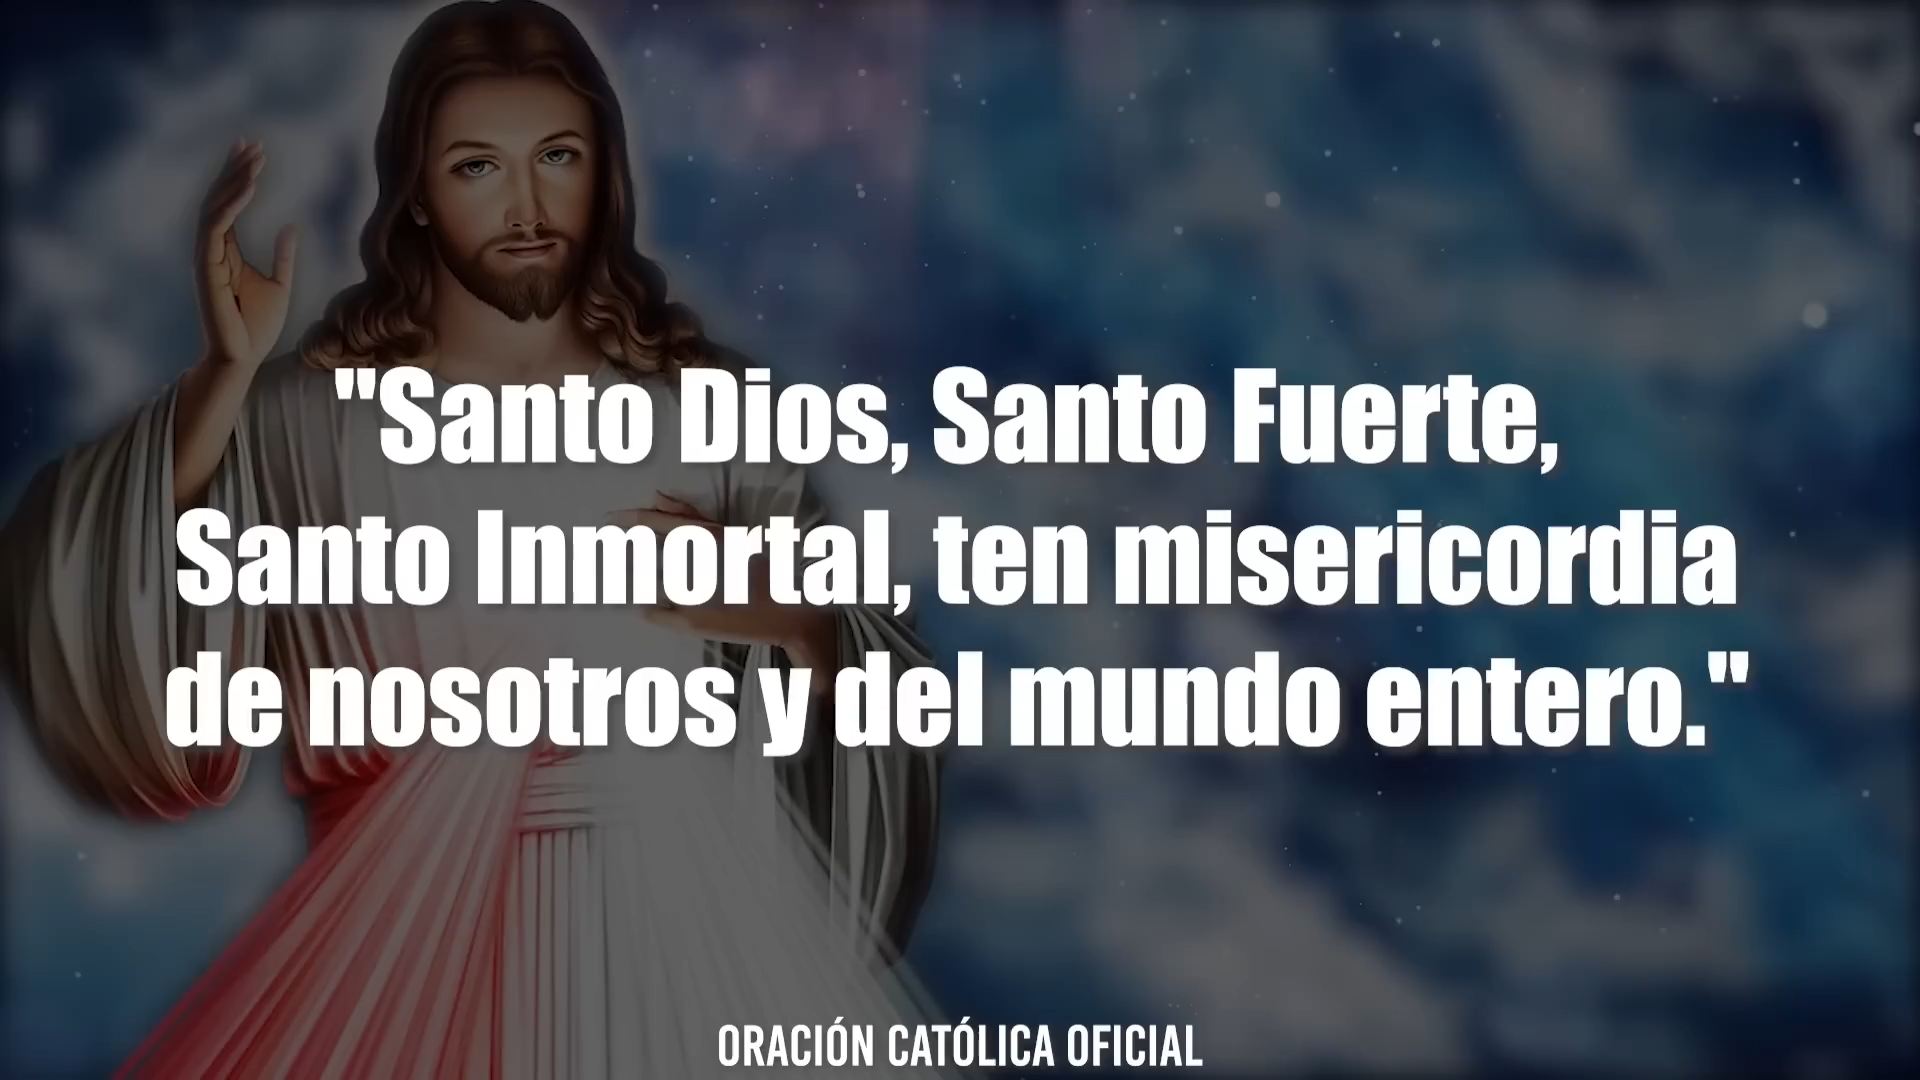 "Santo Dios, Santo Fuerte,
Santo Inmortal, ten misericordia
de nosotros y del mundo entero."
ORACIÓN CATÓLICA OFICIAL